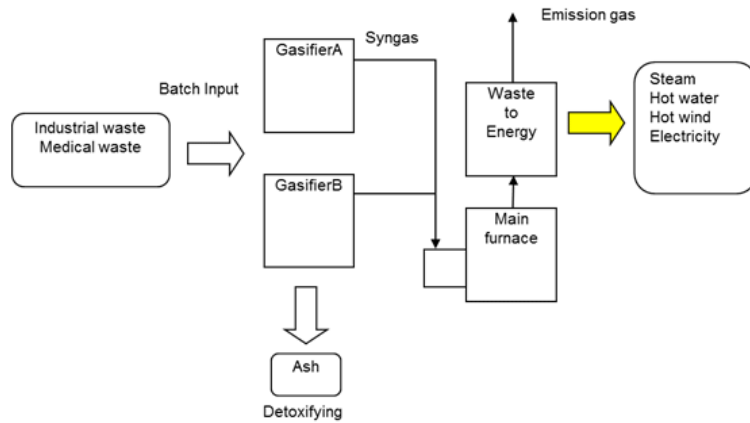 Emission gas
GasifierA
Syngas
Steam
Hot water
Hot wind
Electricity
Batch Input
Waste
to
Energy
Industrial waste
Medical waste
GasifierB
Main
furnace
Ash
Detoxifying